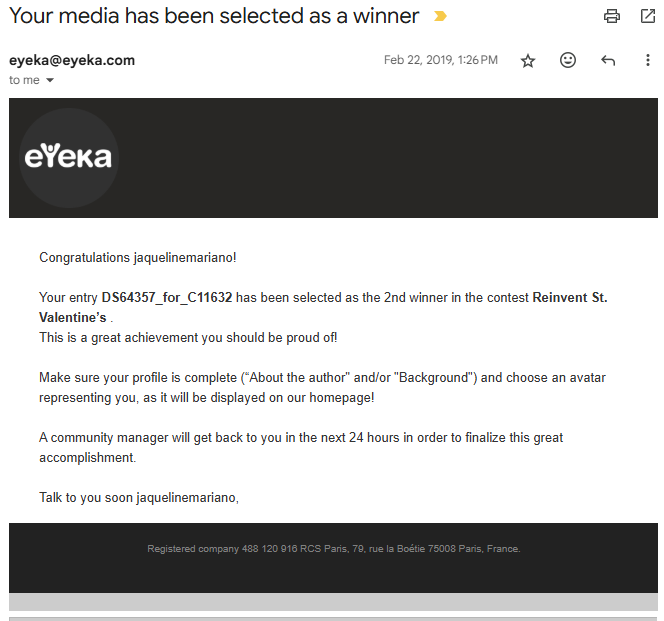 Your media has been selected as a winner
eyeka@eyeka.com
Feb 22, 2019, 1:26 PM
to me
eYeka
Congratulations jaquelinemariano!
Your entry DS64357_for_C11632 has been selected as the 2nd winner in the contest Reinvent St.
Valentine’s .
This is a great achievement you should be proud of!
Make sure your profile is complete (“About the author" and/or "Background") and choose an avatar
representing you, as it will be displayed on our homepage!
A community manager will get back to you in the next 24 hours in order to finalize this great
accomplishment.
Talk to you soon jaquelinemariano,
Registered company 488 120 916 RCS Paris, 79, rue la Boétie 75008 Paris, France.